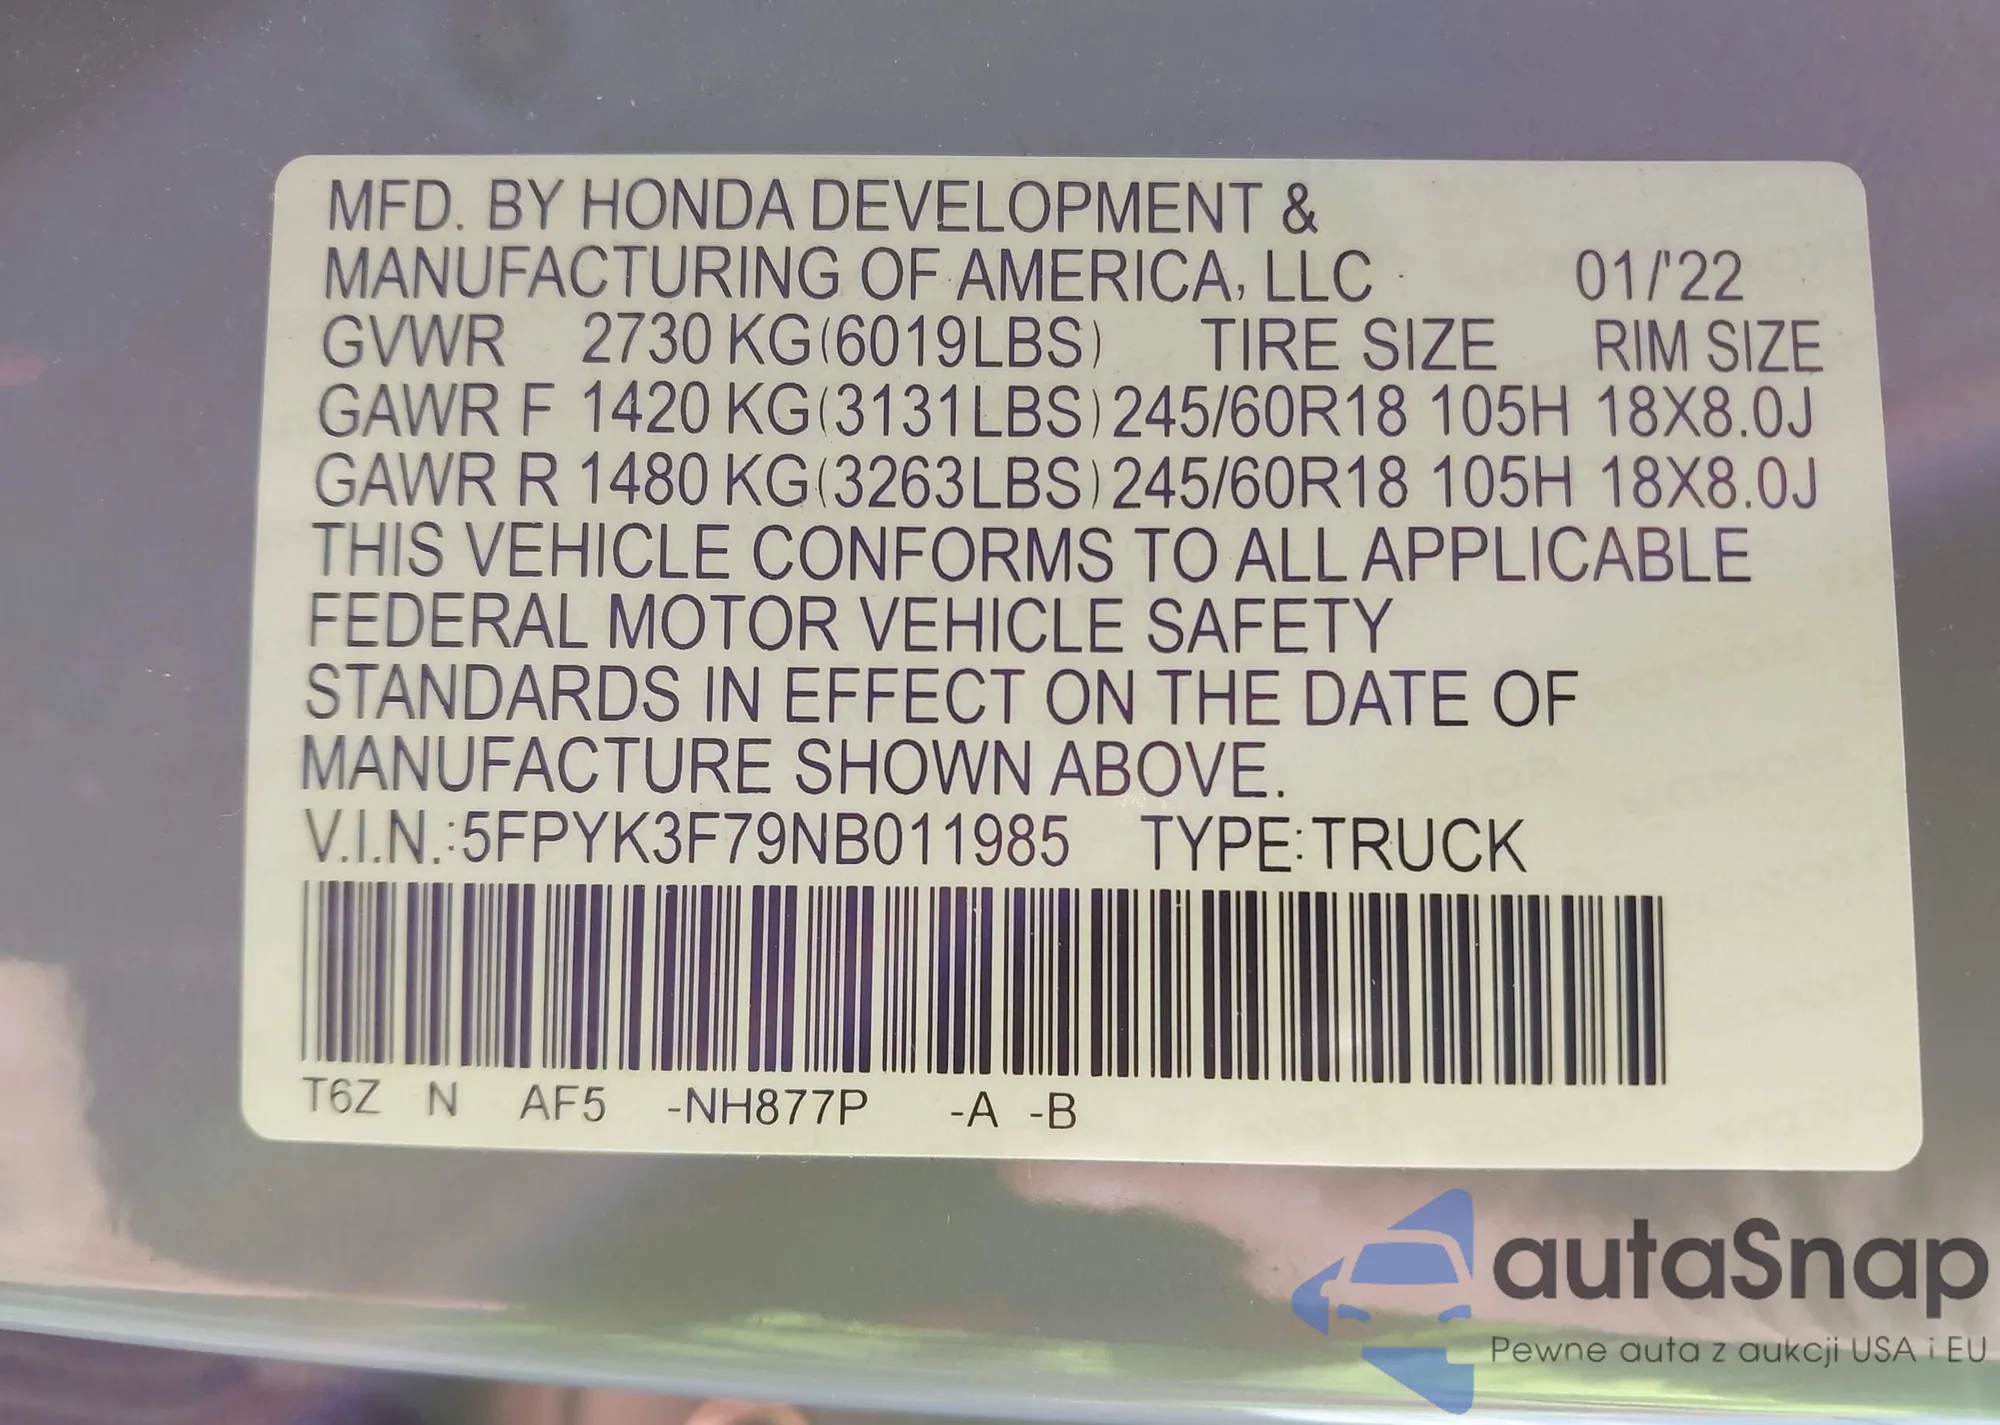 MFD. BY HONDA DEVELOPMENT &
MANUFACTURING OF AMERICA, LLC 01/'22
GVWR 2730 KG(6019LBS) TIRE SIZE RIM SIZE
GAWR F 1420 KG(3131LBS) 245/60R18 105H 18X8.0J
GAWR R 1480 KG(3263LBS) 245/60R18 105H 18X8.0J
THIS VEHICLE CONFORMS TO ALL APPLICABLE
FEDERAL MOTOR VEHICLE SAFETY
STANDARDS IN EFFECT ON THE DATE OF
MANUFACTURE SHOWN ABOVE.
V.I.N.:5FPYK3F79NB011985 TYPE:TRUCK
T6Z N AF5 -NH877P -A -B
autaSnap
Pewne auta z aukcji USA i EU